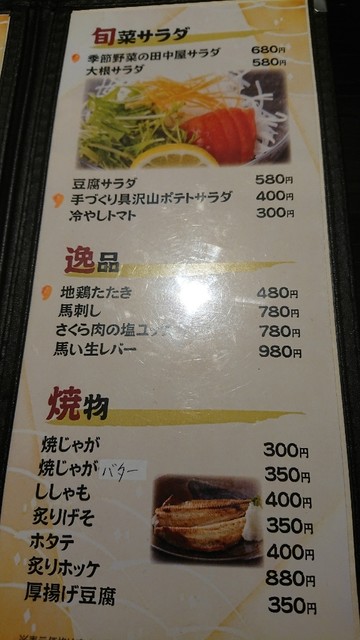 旬菜サラダ
季節野菜の田中屋サラダ 680円
大根サラダ 580円
豆腐サラダ 580円
手づくり具沢山ポテトサラダ 400円
冷やしトマト 300円
逸品
地鶏たたき 480円
馬刺し 780円
さくら肉の塩ユッケ 780円
馬い生レバー 980円
焼物
焼じゃが 300円
焼じゃがバター 350円
ししゃも 400円
炙りげそ 350円
ホタテ 400円
炙りホッケ 880円
厚揚げ豆腐 350円